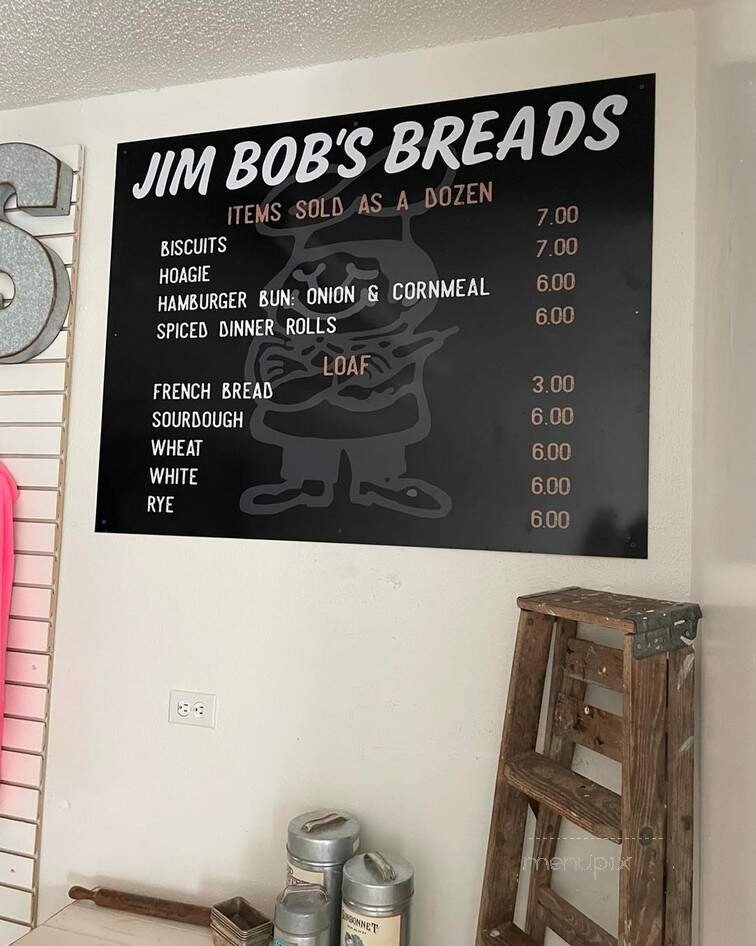 JIM BOB'S BREADS
ITEMS SOLD AS A DOZEN
BISCUITS 7.00
HOAGIE 7.00
HAMBURGER BUN: ONION & CORNMEAL 6.00
SPICED DINNER ROLLS 6.00
LOAF
FRENCH BREAD 3.00
SOURDOUGH 6.00
WHEAT 6.00
WHITE 6.00
RYE 6.00
S
menupix